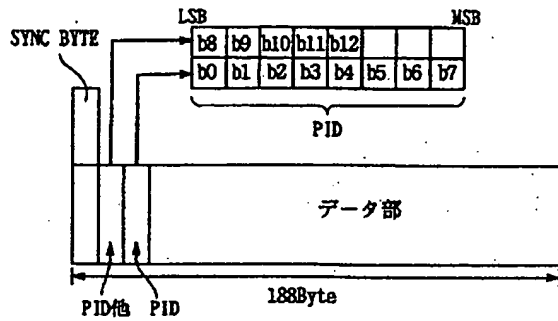 LSB MSB
SYNC BYTE
b8 b9 b10 b11 b12
b0 b1 b2 b3 b4 b5 b6 b7
PID
データ部
188Byte
PID他 PID